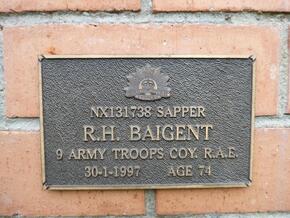 NX131738 SAPPER
R.H. BAIGENT
9 ARMY TROOPS COY. R.A.E.
30-1-1997 AGE 74